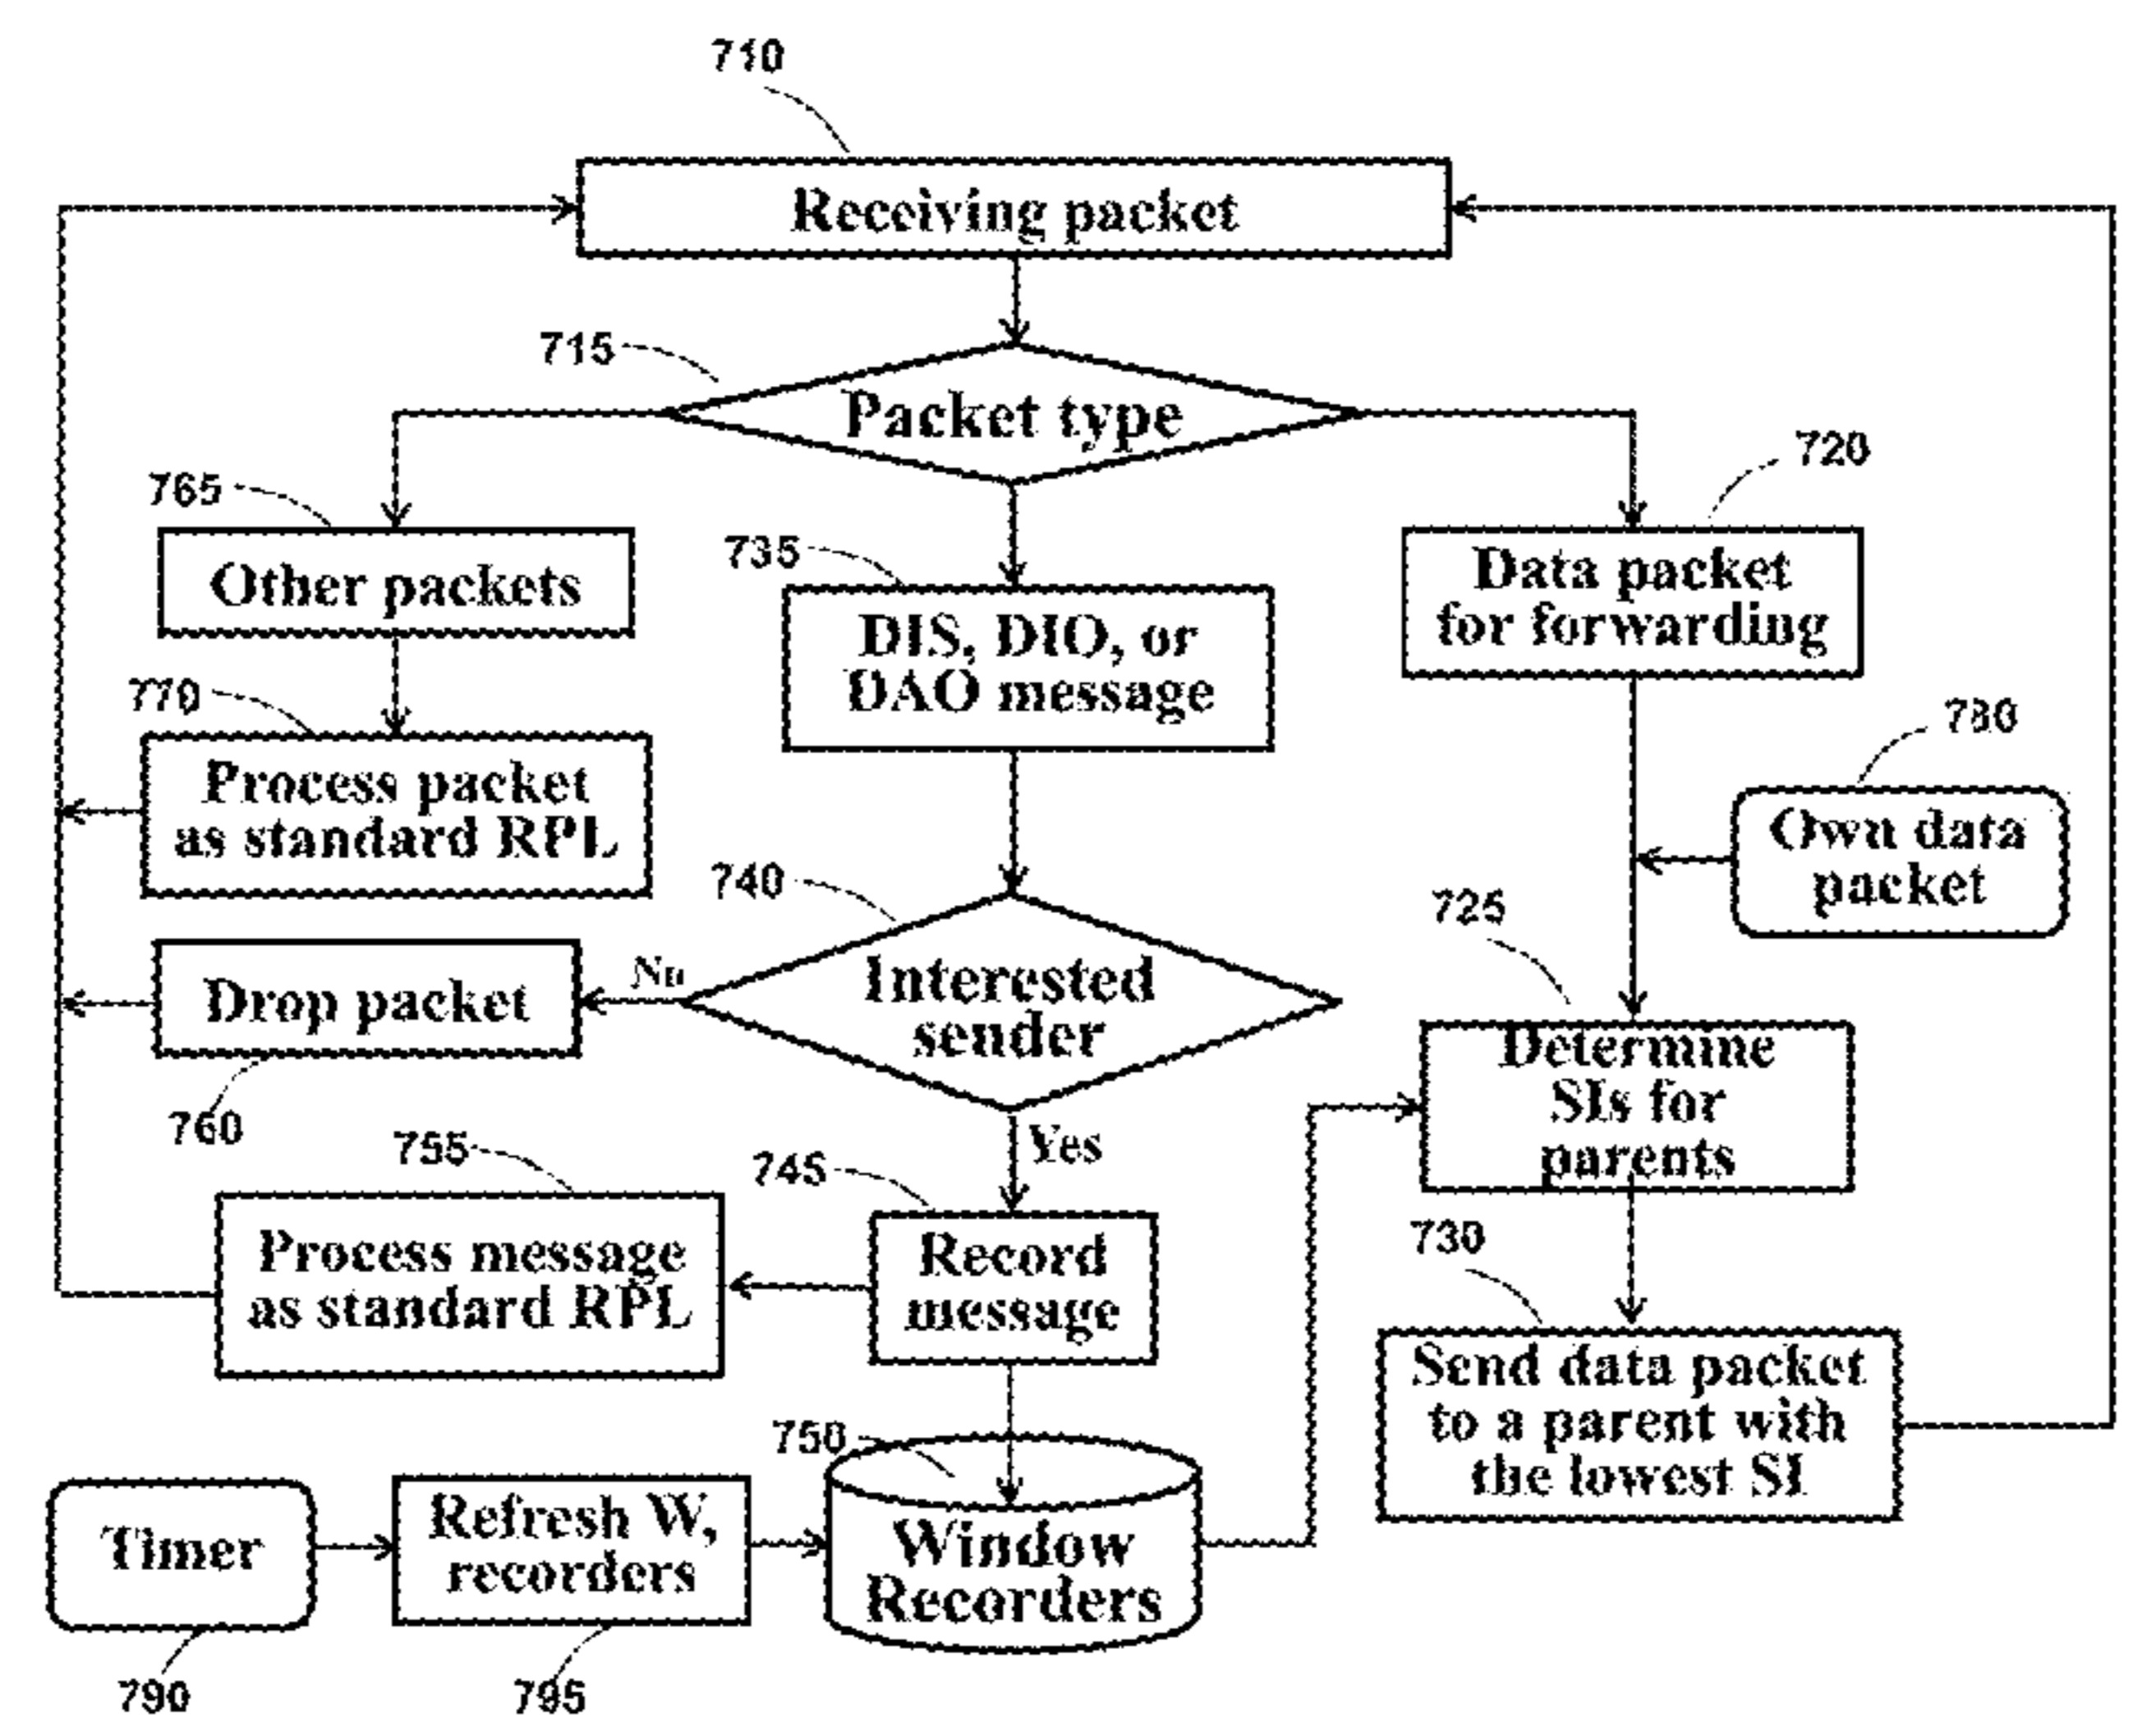 710
Receiving packet
715
Packet type
720
765
Other packets
735
DIS, DIO, or
DAO message
Data packet
for forwarding
770
Process packet
as standard RPL
780
Own data
packet
740
Interested
sender
No
Yes
725
Determine
SIs for
parents
Drop packet
760
755
Process message
as standard RPL
745
Record
message
730
Send data packet
to a parent with
the lowest SI
750
Window
Recorders
Timer
790
Refresh W,
recorders
795